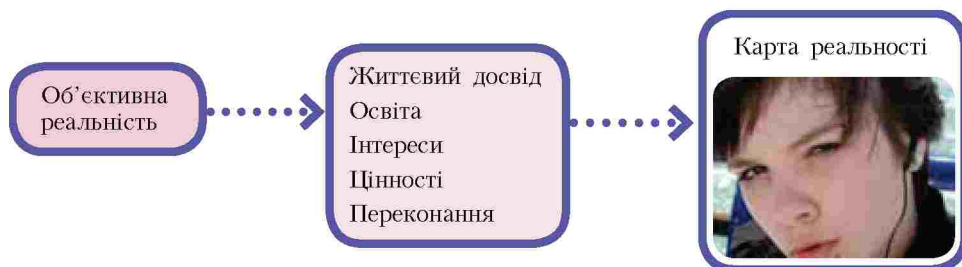 Об’єктивна
реальність
Життєвий досвід
Освіта
Інтереси
Цінності
Переконання
Карта реальності